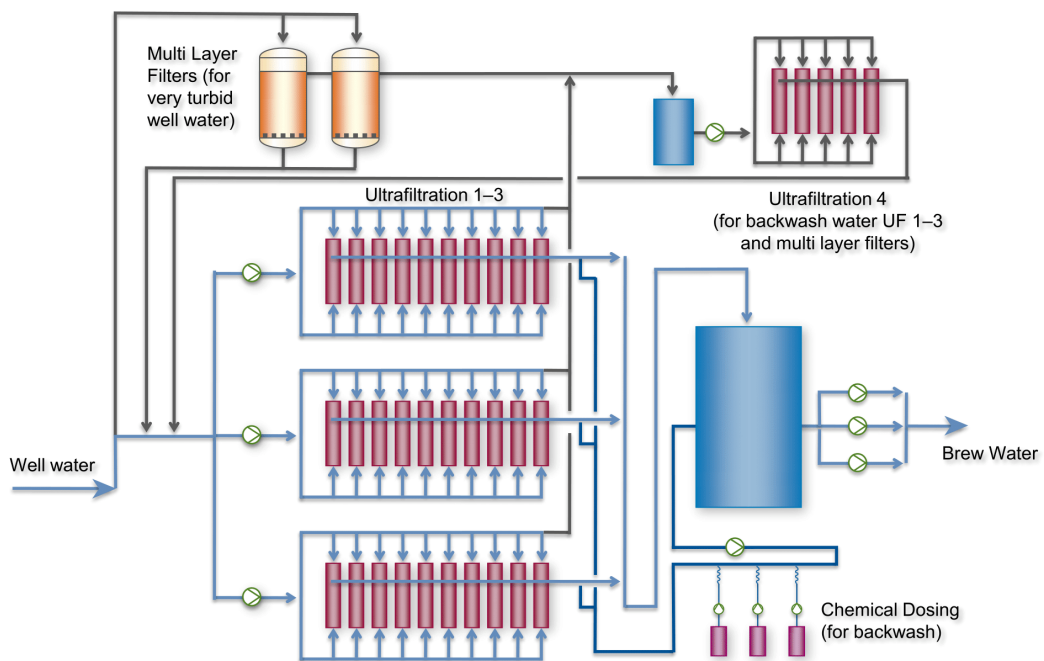 Multi Layer
Filters (for
very turbid
well water)
Ultrafiltration 1–3
Ultrafiltration 4
(for backwash water UF 1–3
and multi layer filters)
Well water
Brew Water
Chemical Dosing
(for backwash)